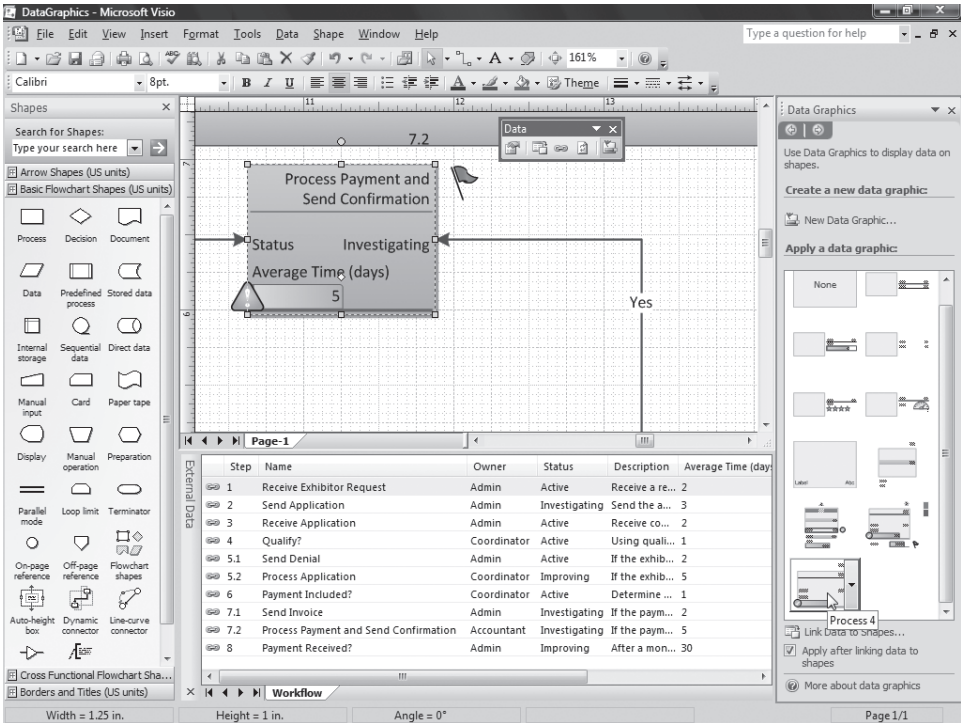 DataGraphics - Microsoft Visio
File Edit View Insert Format Tools Data Shape Window Help
Type a question for help
161%
Calibri 8pt. B I U Theme
Shapes
Search for Shapes:
Type your search here
Arrow Shapes (US units)
Basic Flowchart Shapes (US units)
Process Decision Document
Data Predefined process Stored data
Internal storage Sequential data Direct data
Manual input Card Paper tape
Display Manual operation Preparation
Parallel mode Loop limit Terminator
On-page reference Off-page reference Flowchart shapes
Auto-height box Dynamic connector Line-curve connector
Cross Functional Flowchart Sha...
Borders and Titles (US units)
11 12 13
7.2
Process Payment and
Send Confirmation
Status Investigating
Average Time (days)
5
Yes
Data
Page-1
External Data
Step Name Owner Status Description Average Time (day
1 Receive Exhibitor Request Admin Active Receive a re... 2
2 Send Application Admin Investigating Send the a... 3
3 Receive Application Admin Active Receive co... 2
4 Qualify? Coordinator Active Using quali... 1
5.1 Send Denial Admin Active If the exhib... 2
5.2 Process Application Coordinator Improving If the exhib... 5
6 Payment Included? Coordinator Active Determine ... 1
7.1 Send Invoice Admin Investigating If the paym... 2
7.2 Process Payment and Send Confirmation Accountant Investigating If the paym... 5
8 Payment Received? Admin Improving After a mon... 30
Workflow
Data Graphics
Use Data Graphics to display data on
shapes.
Create a new data graphic:
New Data Graphic...
Apply a data graphic:
None
Label Abc
Process 4
Link Data to Shapes...
Apply after linking data to
shapes
More about data graphics
Width = 1.25 in. Height = 1 in. Angle = 0° Page 1/1